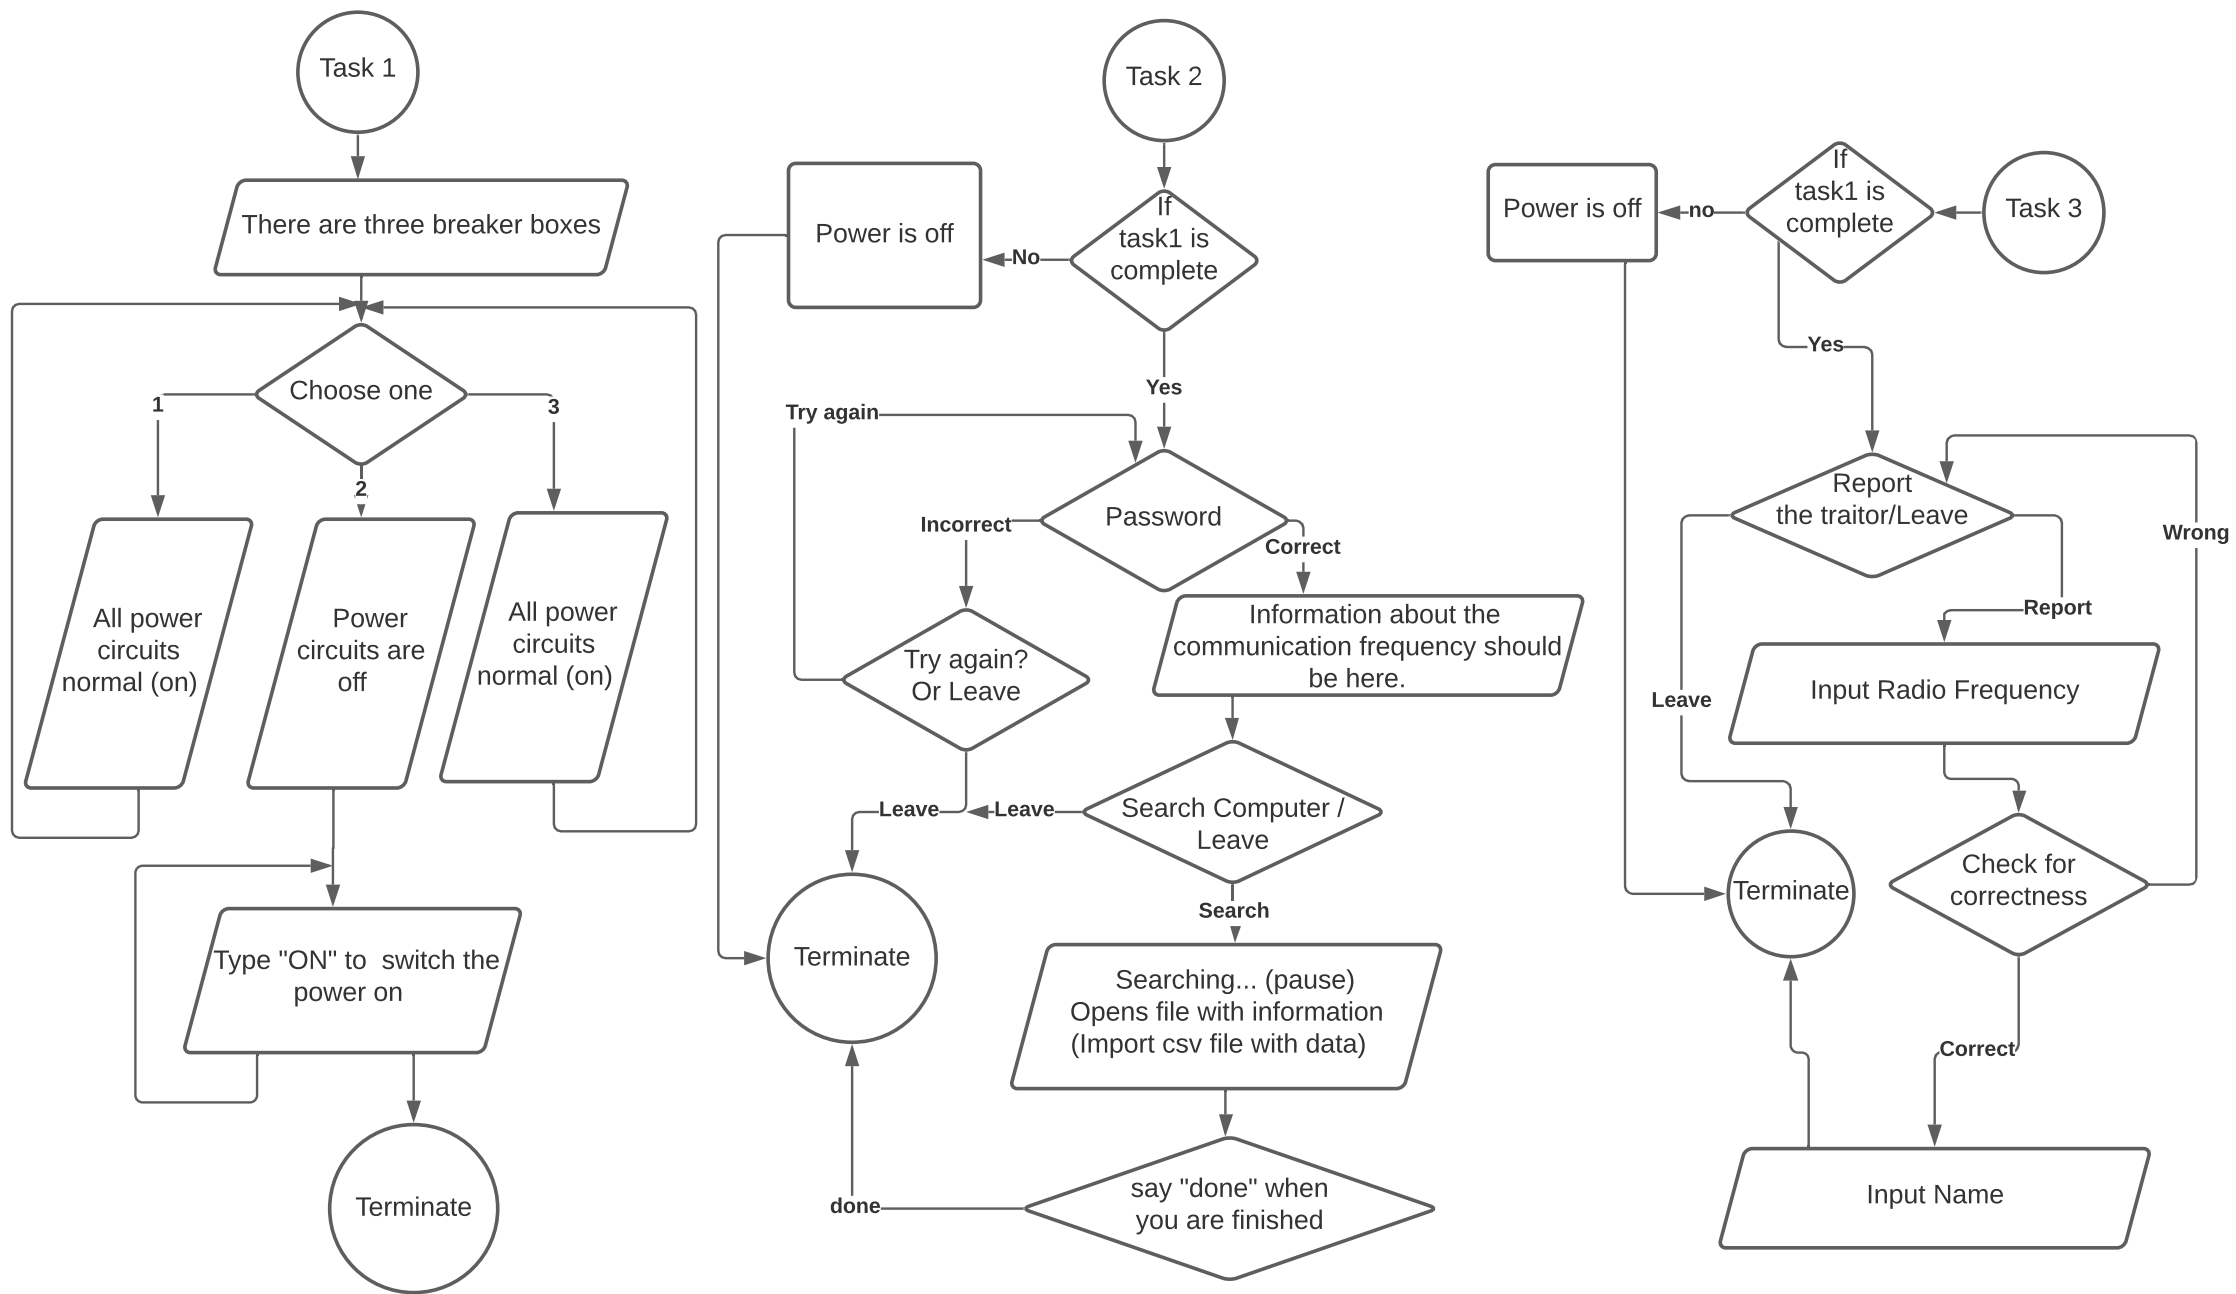 Task 1
There are three breaker boxes
Choose one
1
2
3
All power
circuits
normal (on)
Power
circuits are
off
All power
circuits
normal (on)
Type "ON" to  switch the
power on
Terminate
Task 2
If
task1 is
complete
No
Power is off
Yes
Try again
Password
Incorrect
Correct
Try again?
Or Leave
Information about the
communication frequency should
be here.
Leave
Leave
Search Computer /
Leave
Search
Terminate
Searching... (pause)
Opens file with information
(Import csv file with data)
say "done" when
you are finished
done
Task 3
If
task1 is
complete
no
Power is off
Yes
Report
the traitor/Leave
Wrong
Report
Leave
Input Radio Frequency
Check for
correctness
Terminate
Correct
Input Name